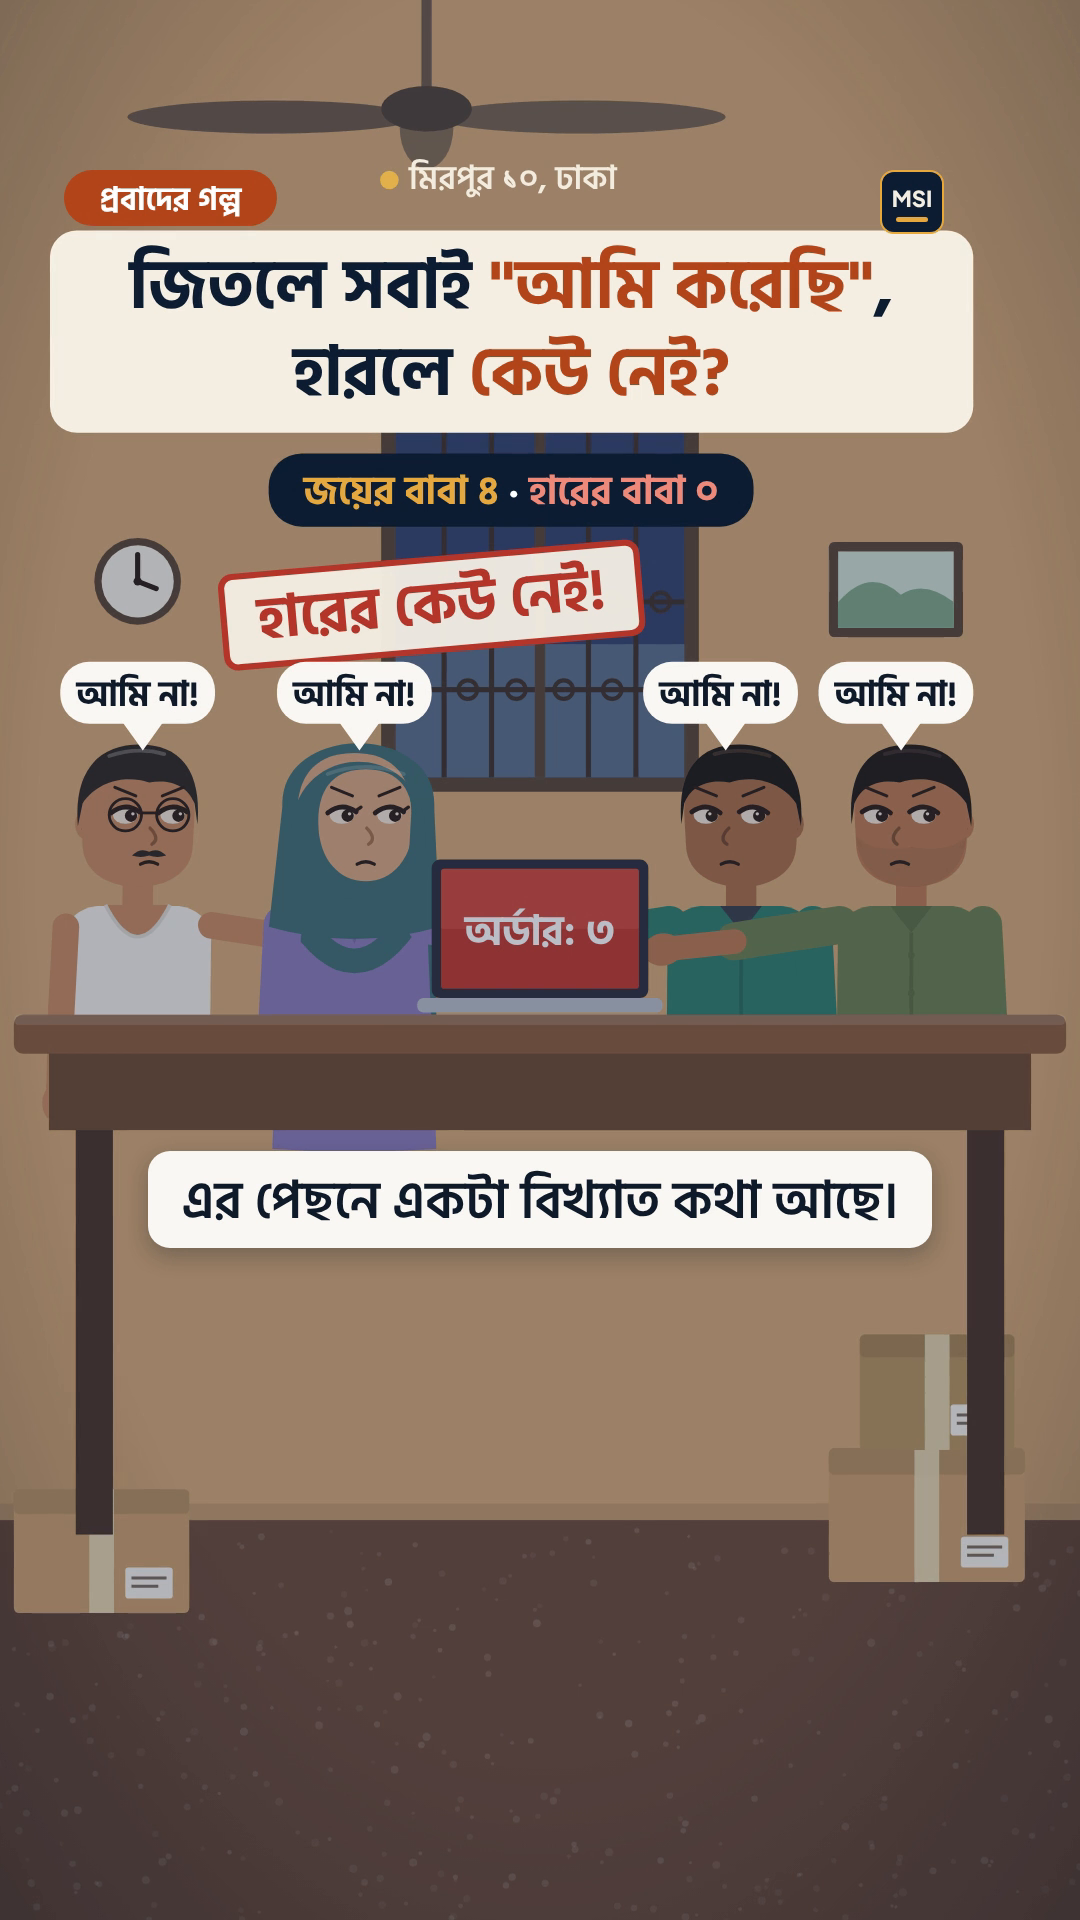 মিরপুর ১০, ঢাকা
প্রবাদের গল্প
MSI
জিতলে সবাই "আমি করেছি",
হারলে কেউ নেই?
জয়ের বাবা ৪ · হারের বাবা ০
হারের কেউ নেই!
আমি না!
আমি না!
আমি না!
আমি না!
অর্ডার: ৩
এর পেছনে একটা বিখ্যাত কথা আছে।